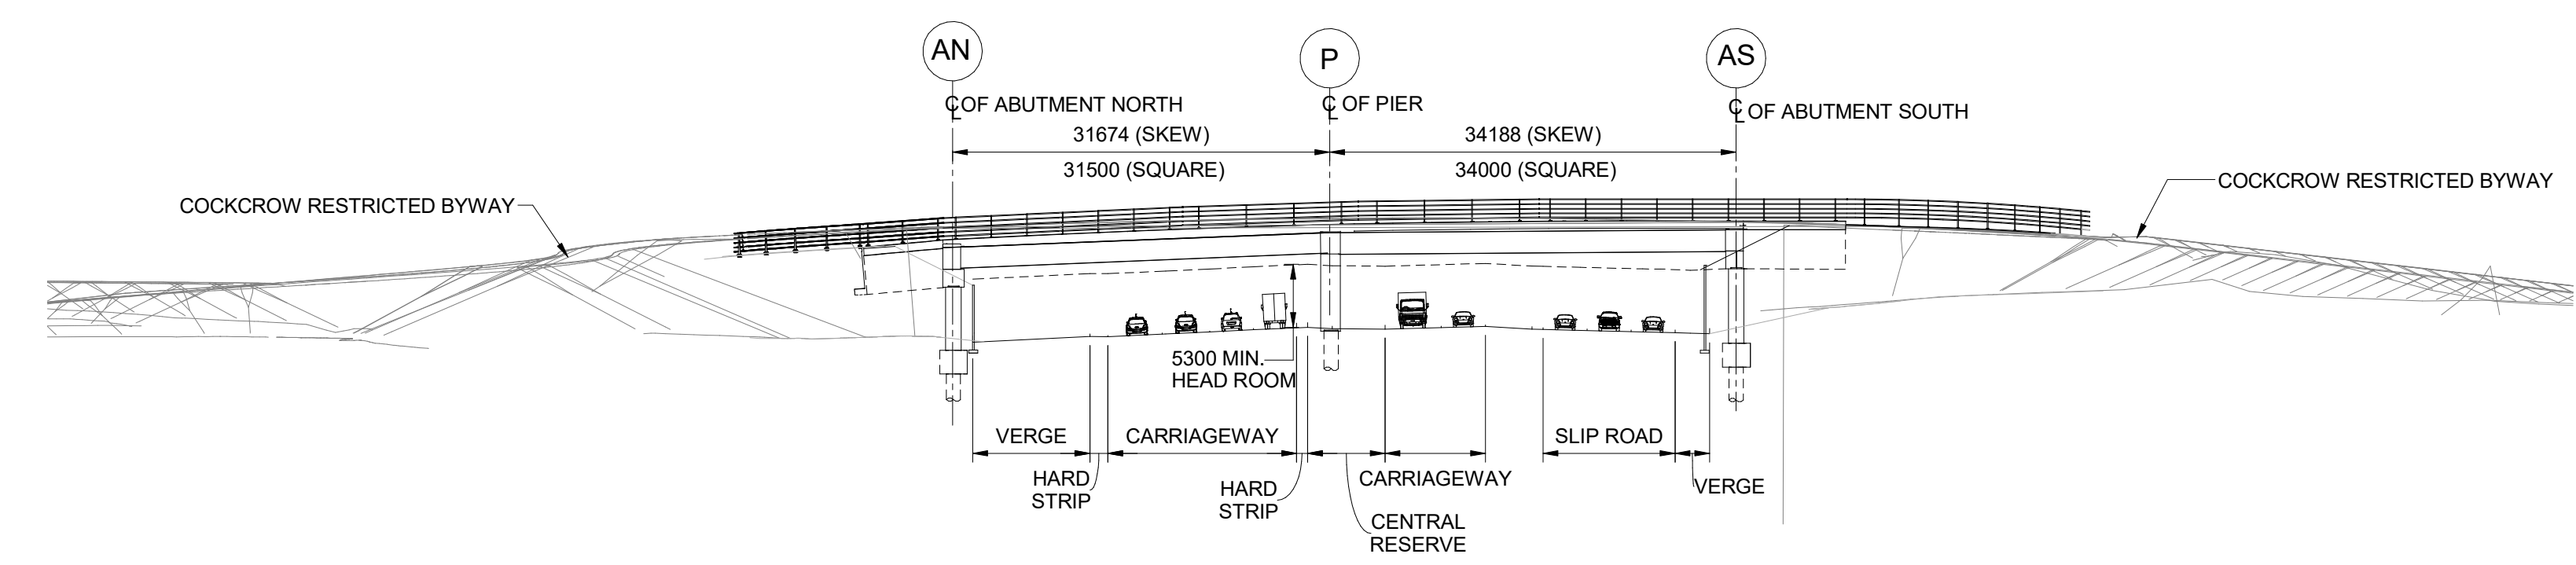 AN
P
AS
℄ OF ABUTMENT NORTH
℄ OF PIER
℄ OF ABUTMENT SOUTH
31674 (SKEW)
34188 (SKEW)
31500 (SQUARE)
34000 (SQUARE)
COCKCROW RESTRICTED BYWAY
COCKCROW RESTRICTED BYWAY
5300 MIN.
HEAD ROOM
VERGE
CARRIAGEWAY
SLIP ROAD
HARD
STRIP
HARD
STRIP
CARRIAGEWAY
VERGE
CENTRAL
RESERVE